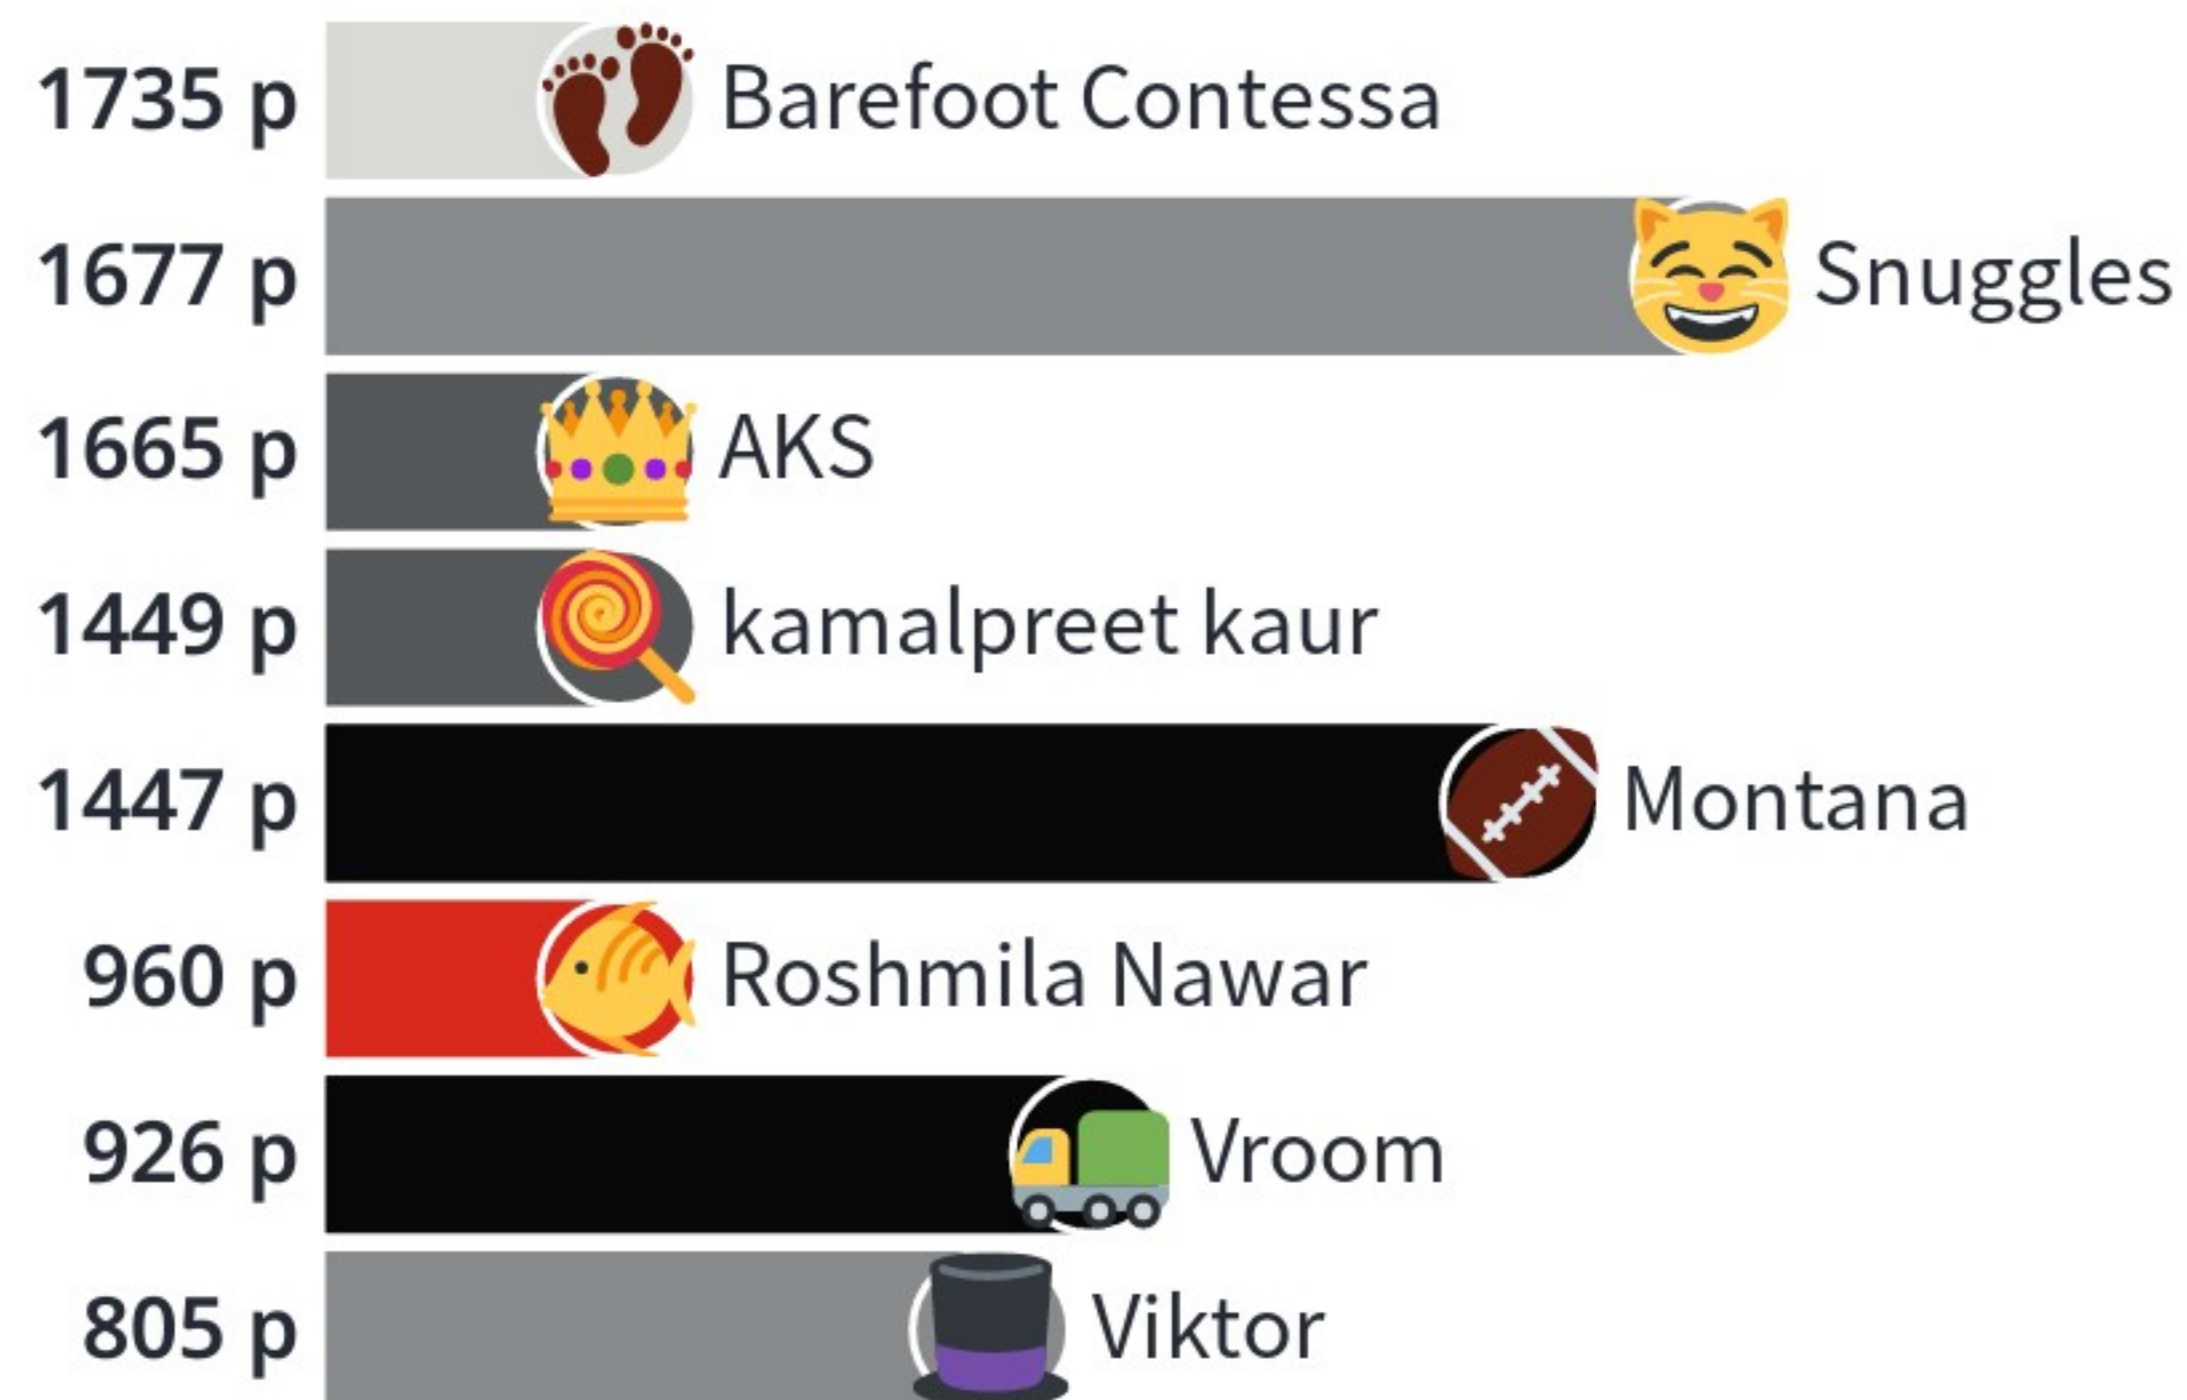 1735 p Barefoot Contessa
1677 p Snuggles
1665 p AKS
1449 p kamalpreet kaur
1447 p Montana
960 p Roshmila Nawar
926 p Vroom
805 p Viktor